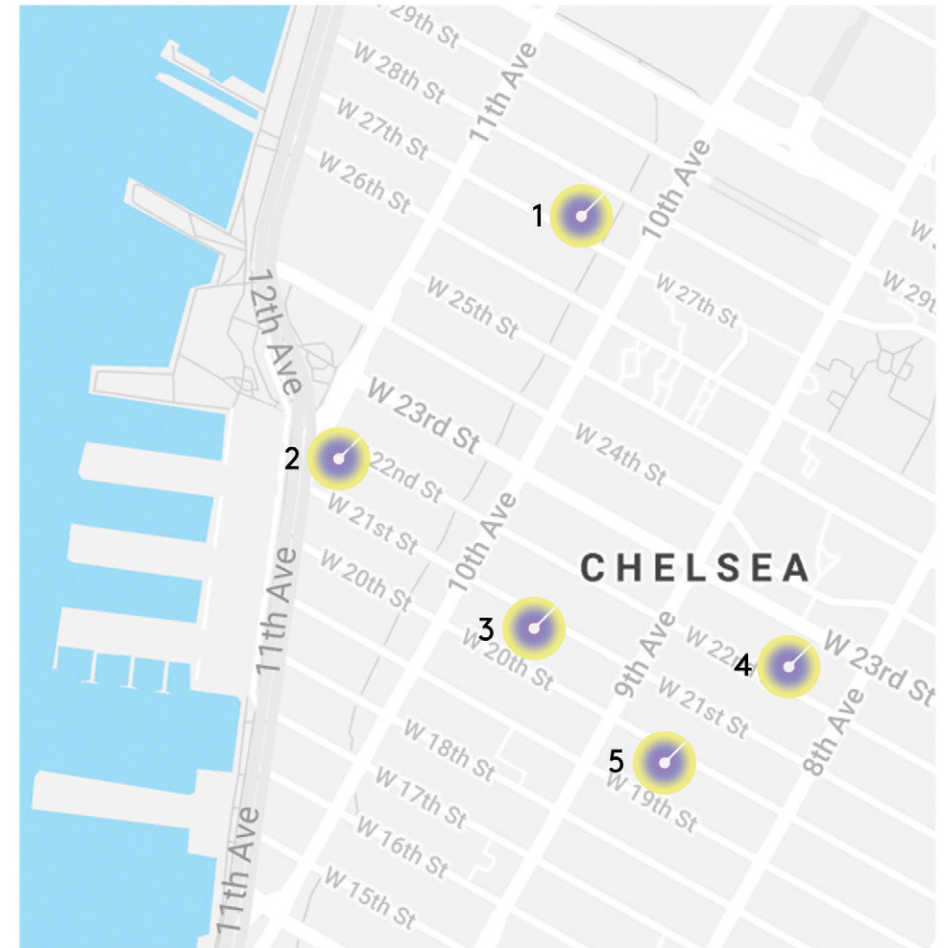 29th St
W 28th St
11th Ave
W 27th St
10th Ave
W 26th St
1
W
W 29t
W 27th St
12th Ave
W 25th St
W 23rd St
2
22nd St
W 24th St
W 21st St
10th Ave
W 20th St
CHELSEA
11th Ave
3
W 20th St
9th Ave
W 22
4
W 23rd St
W 21st St
8th Ave
5
W 18th St
W 19th St
W 17th St
W 16th St
11th Ave
W 15th St